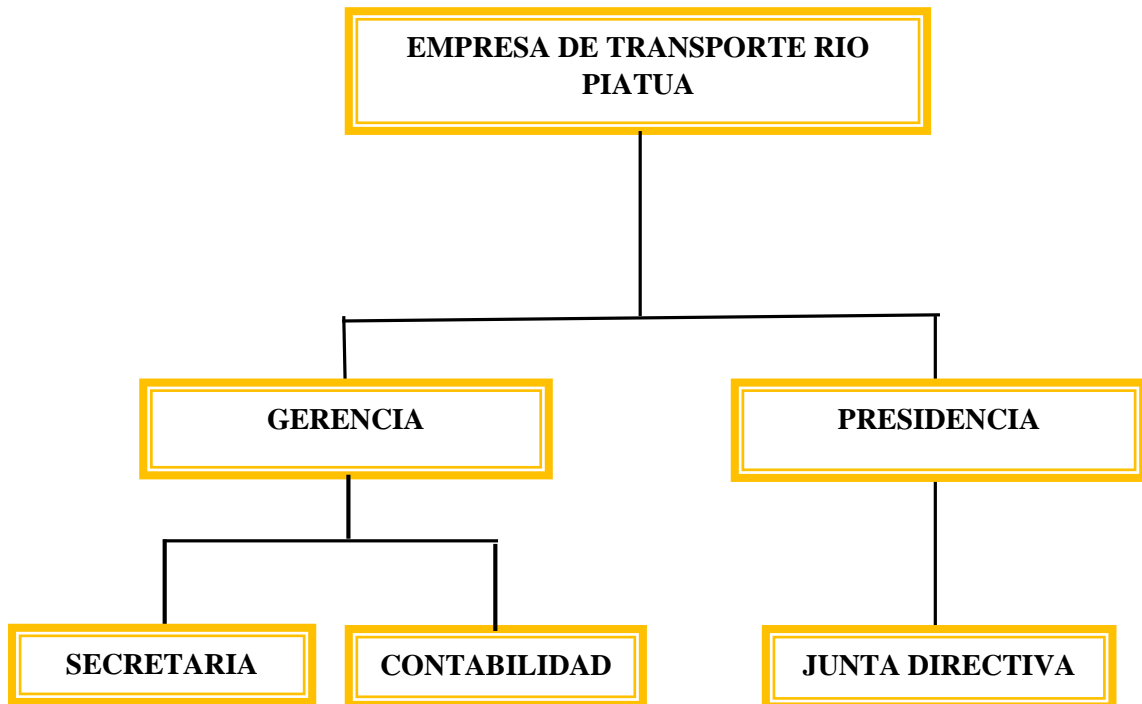 EMPRESA DE TRANSPORTE RIO
PIATUA
GERENCIA
PRESIDENCIA
SECRETARIA
CONTABILIDAD
JUNTA DIRECTIVA